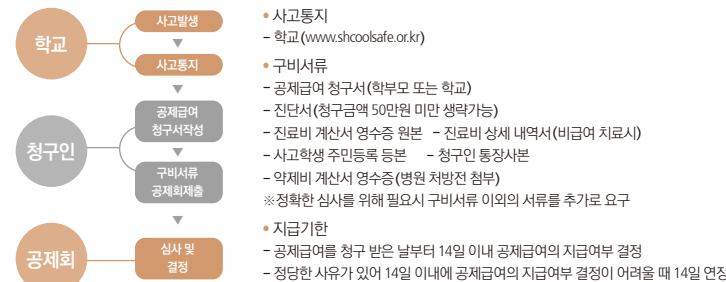 학교
사고발생
▼
사고통지
▼
청구인
공제급여
청구서작성
▼
구비서류
공제회제출
▼
공제회
심사 및
결정
• 사고통지
- 학교(www.shcoolsafe.or.kr)
• 구비서류
- 공제급여 청구서(학부모 또는 학교)
- 진단서(청구금액 50만원 미만 생략가능)
- 진료비 계산서 영수증 원본 - 진료비 상세 내역서(비급여 치료시)
- 사고학생 주민등록 등본 - 청구인 통장사본
- 약제비 계산서 영수증(병원 처방전 첨부)
※정확한 심사를 위해 필요시 구비서류 이외의 서류를 추가로 요구
• 지급기한
- 공제급여를 청구 받은 날부터 14일 이내 공제급여의 지급여부 결정
- 정당한 사유가 있어 14일 이내에 공제급여의 지급여부 결정이 어려울 때 14일 연장